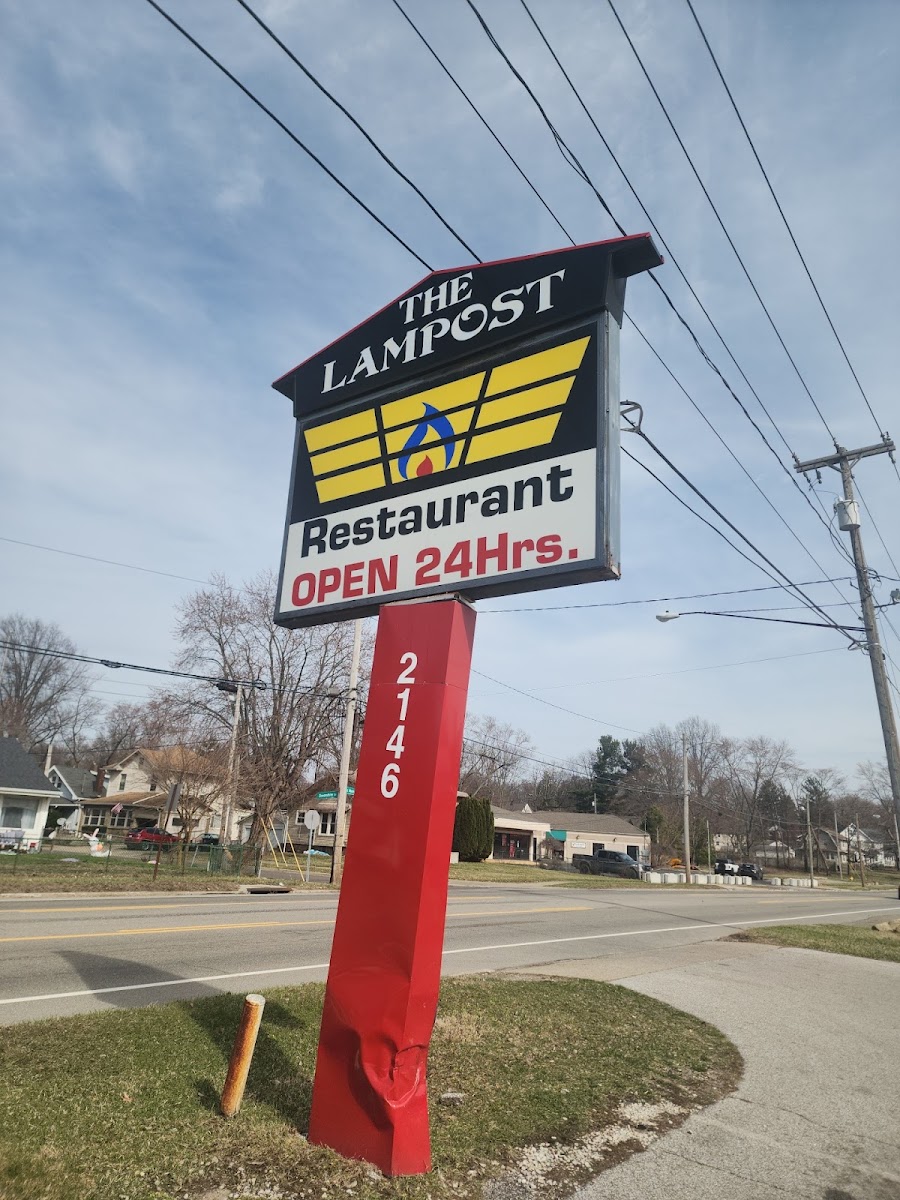 THE
LAMPOST
Restaurant
OPEN 24Hrs.
2146